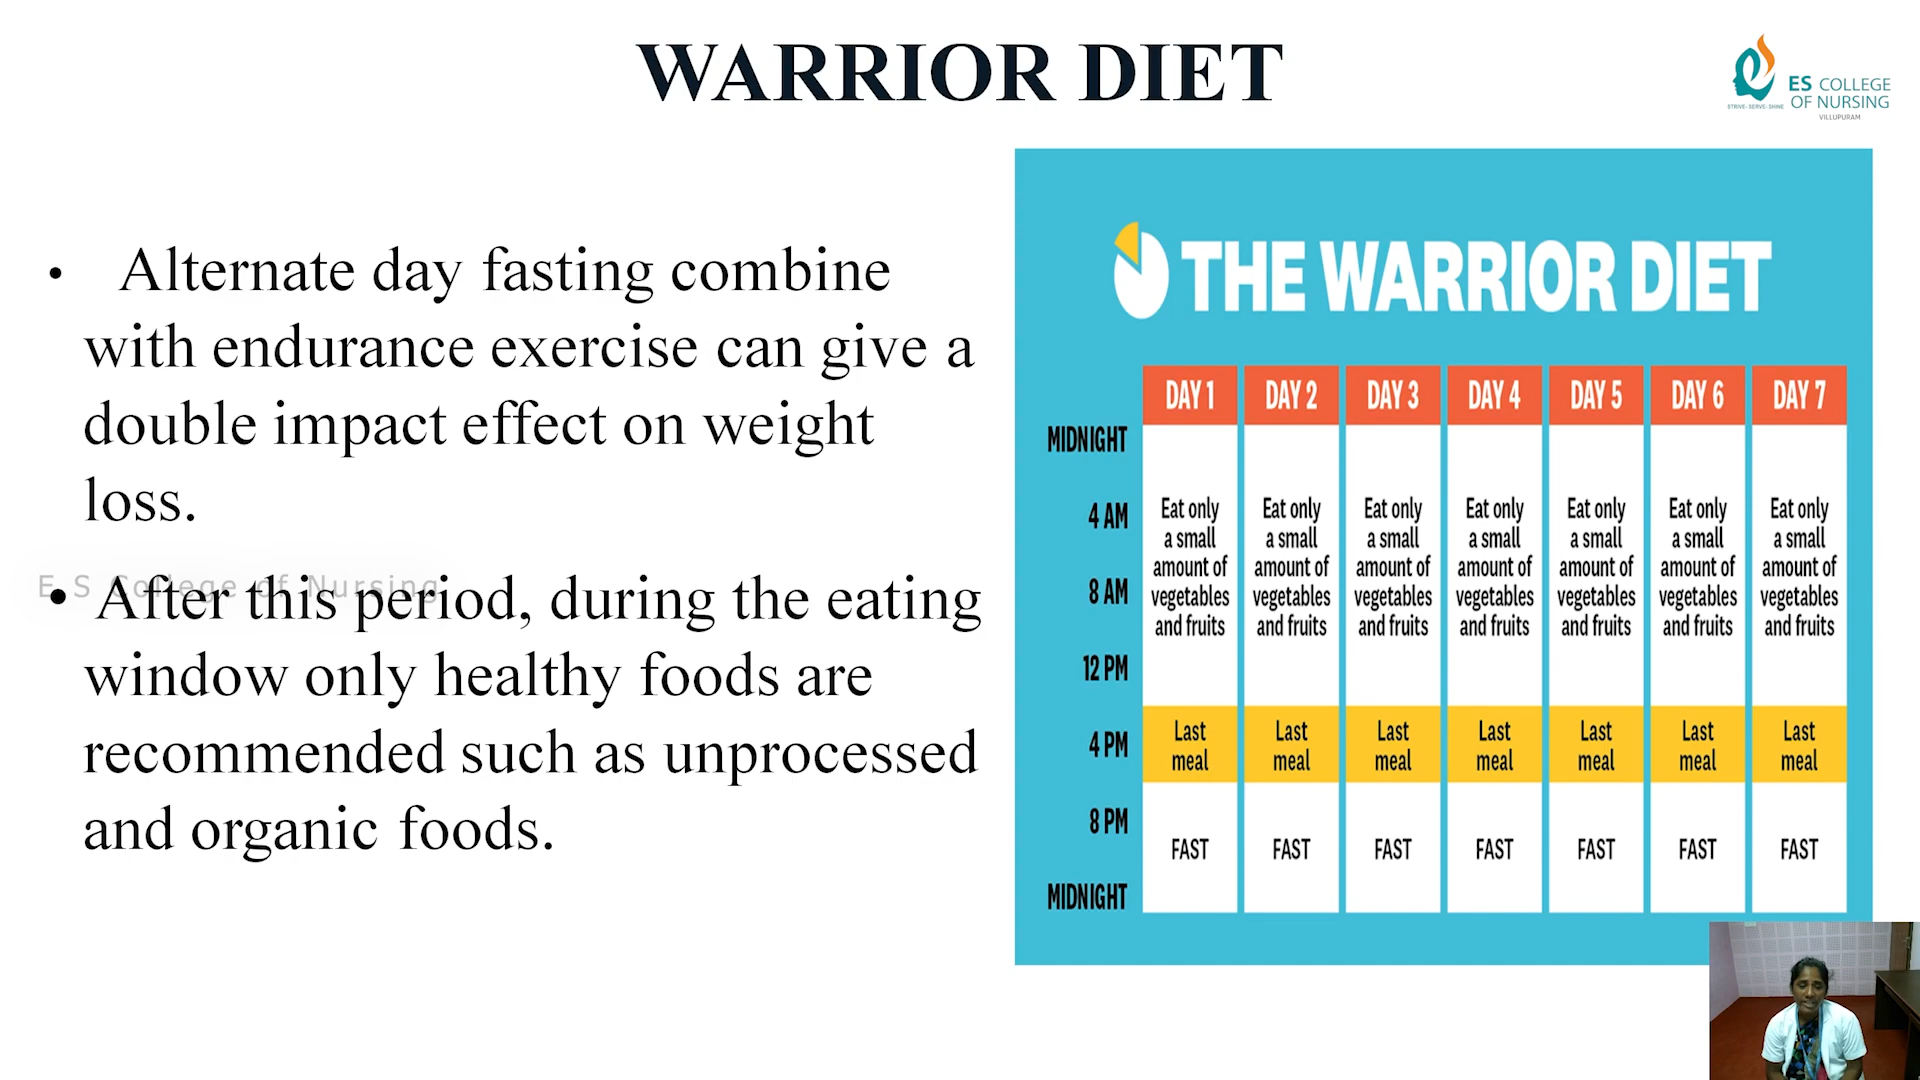 WARRIOR DIET
ES COLLEGE
OF NURSING
STRIVE- SERVE- SHINE
VILLUPURAM
• Alternate day fasting combine
with endurance exercise can give a
double impact effect on weight
loss.
E S College of Nursing
• After this period, during the eating
window only healthy foods are
recommended such as unprocessed
and organic foods.
THE WARRIOR DIET
DAY 1 DAY 2 DAY 3 DAY 4 DAY 5 DAY 6 DAY 7
MIDNIGHT
4 AM
8 AM
12 PM
4 PM
8 PM
MIDNIGHT
Eat only Eat only Eat only Eat only Eat only Eat only Eat only
a small a small a small a small a small a small a small
amount of amount of amount of amount of amount of amount of amount of
vegetables vegetables vegetables vegetables vegetables vegetables vegetables
and fruits and fruits and fruits and fruits and fruits and fruits and fruits
Last Last Last Last Last Last Last
meal meal meal meal meal meal meal
FAST FAST FAST FAST FAST FAST FAST